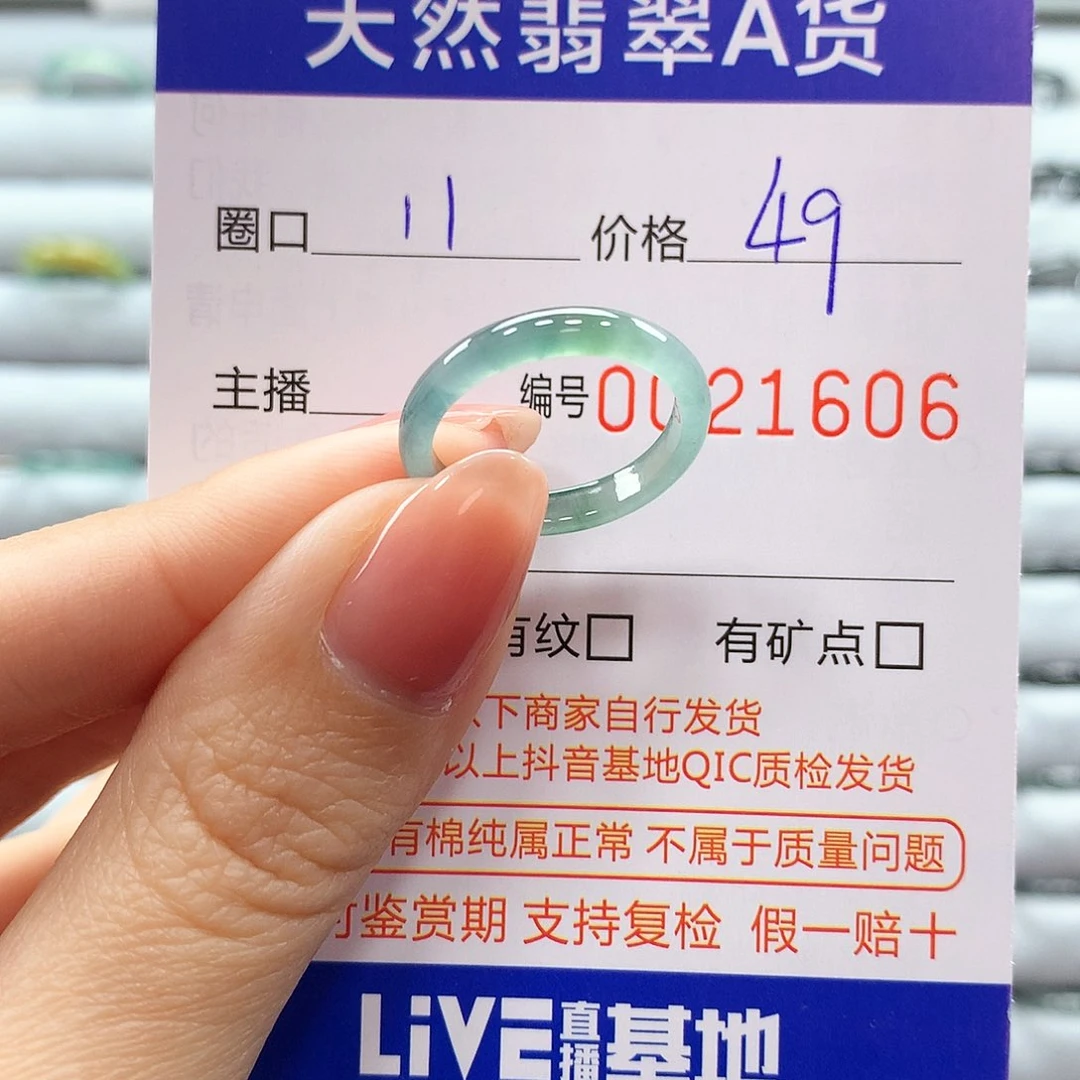 天然翡翠A货
圈口 11 价格 49
主播 编号 0021606
有纹□ 有矿点□
以下商家自行发货
以上抖音基地QIC质检发货
有棉纯属正常 不属于质量问题
鉴赏期 支持复检 假一赔十
LiVE直播基地